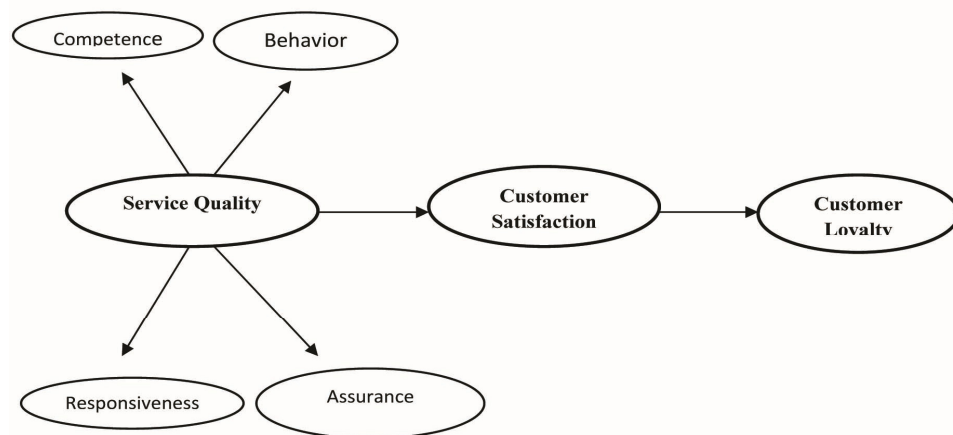 Competence
Behavior
Service Quality
Customer
Satisfaction
Customer
Loyalty
Responsiveness
Assurance